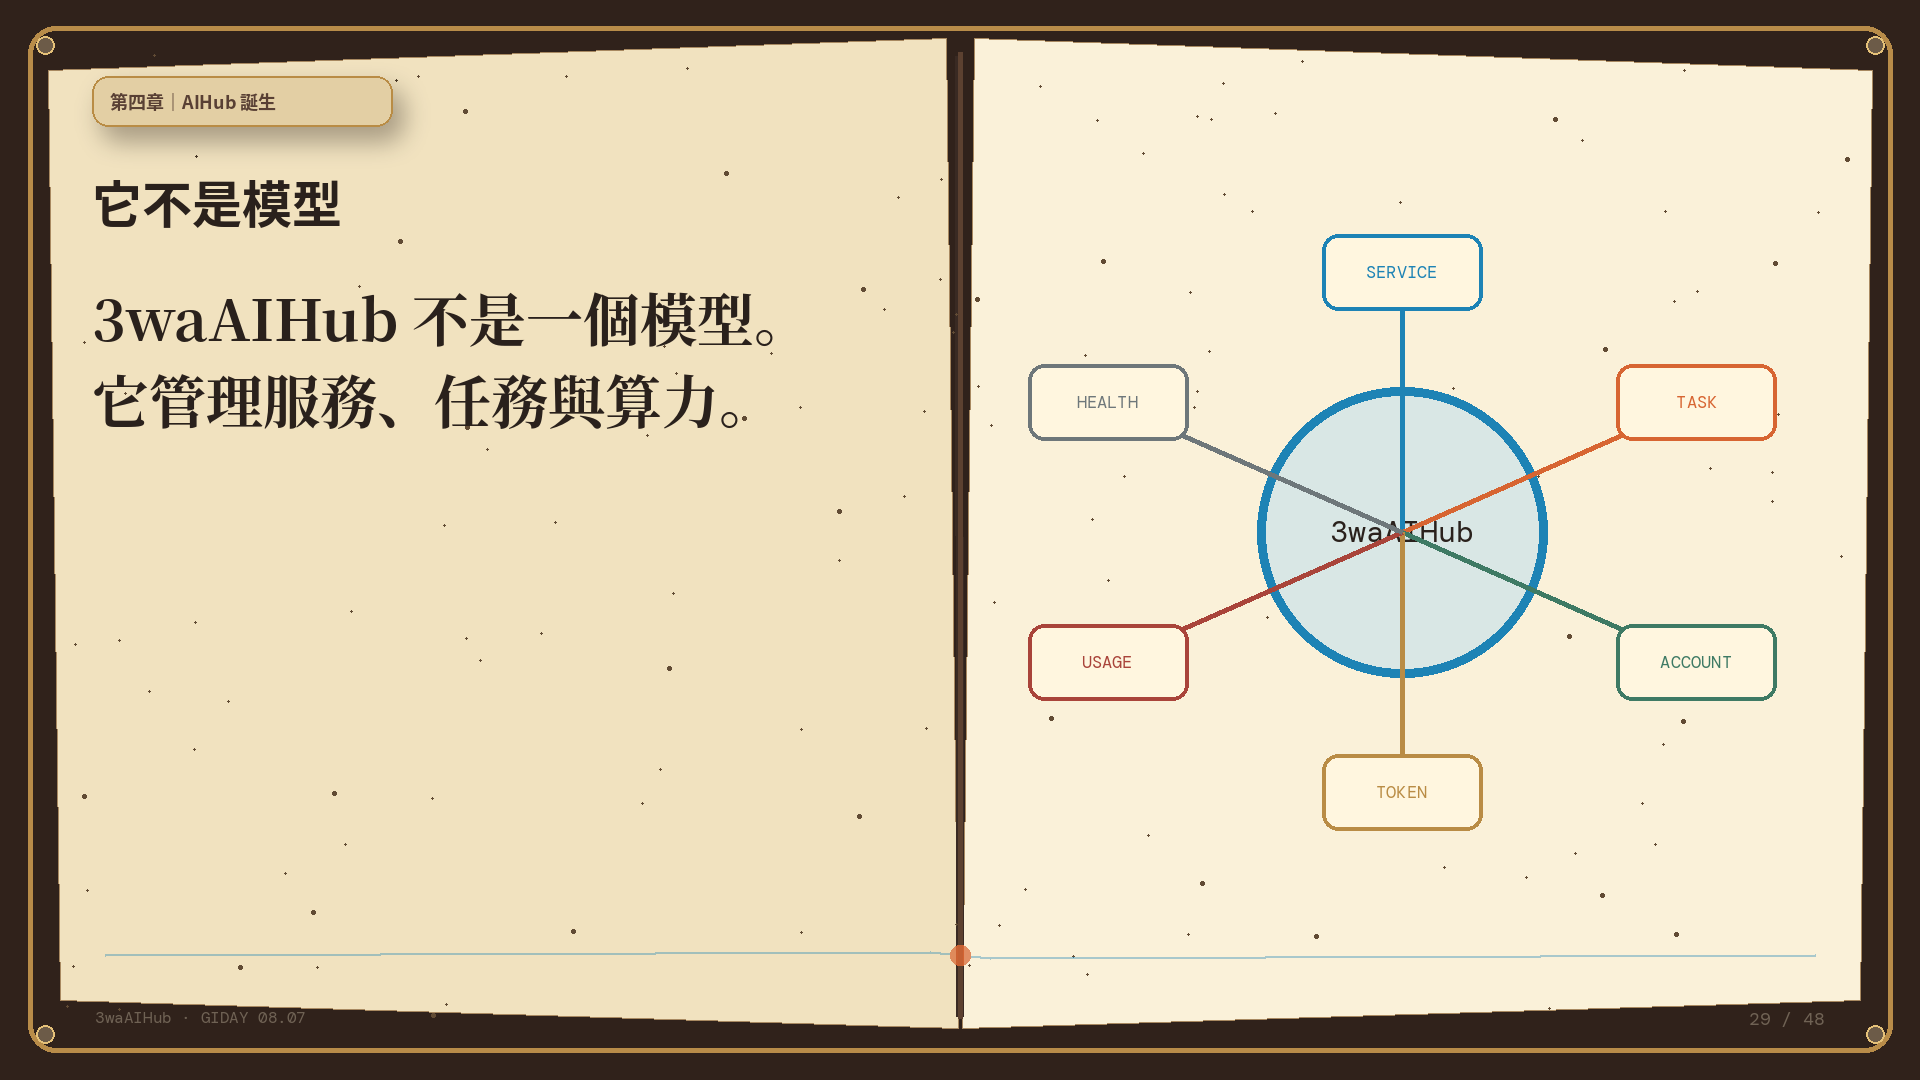 第四章｜AIHub 誕生
它不是模型
3waAIHub 不是一個模型。
它管理服務、任務與算力。
SERVICE
HEALTH
TASK
3waAIHub
USAGE
ACCOUNT
TOKEN
3waAIHub · GIDAY 08.07
29 / 48